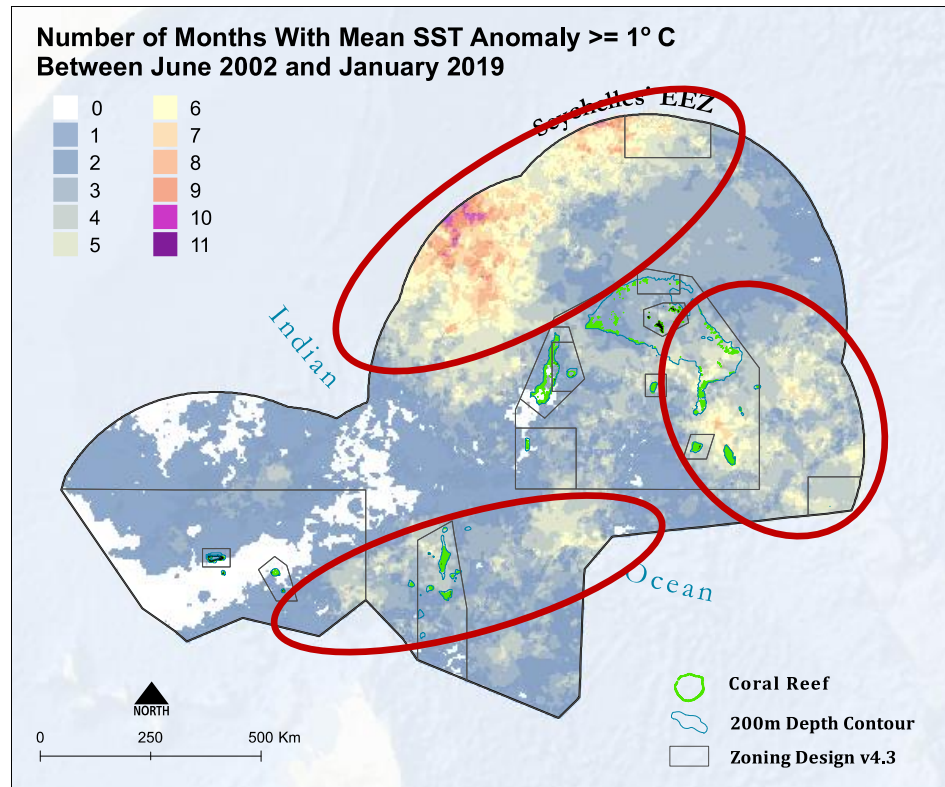 Number of Months With Mean SST Anomaly >= 1° C
Between June 2002 and January 2019
0 6
1 7
2 8
3 9
4 10
5 11
Seychelles' EEZ
Indian
Ocean
Coral Reef
200m Depth Contour
Zoning Design v4.3
NORTH
0 250 500 Km